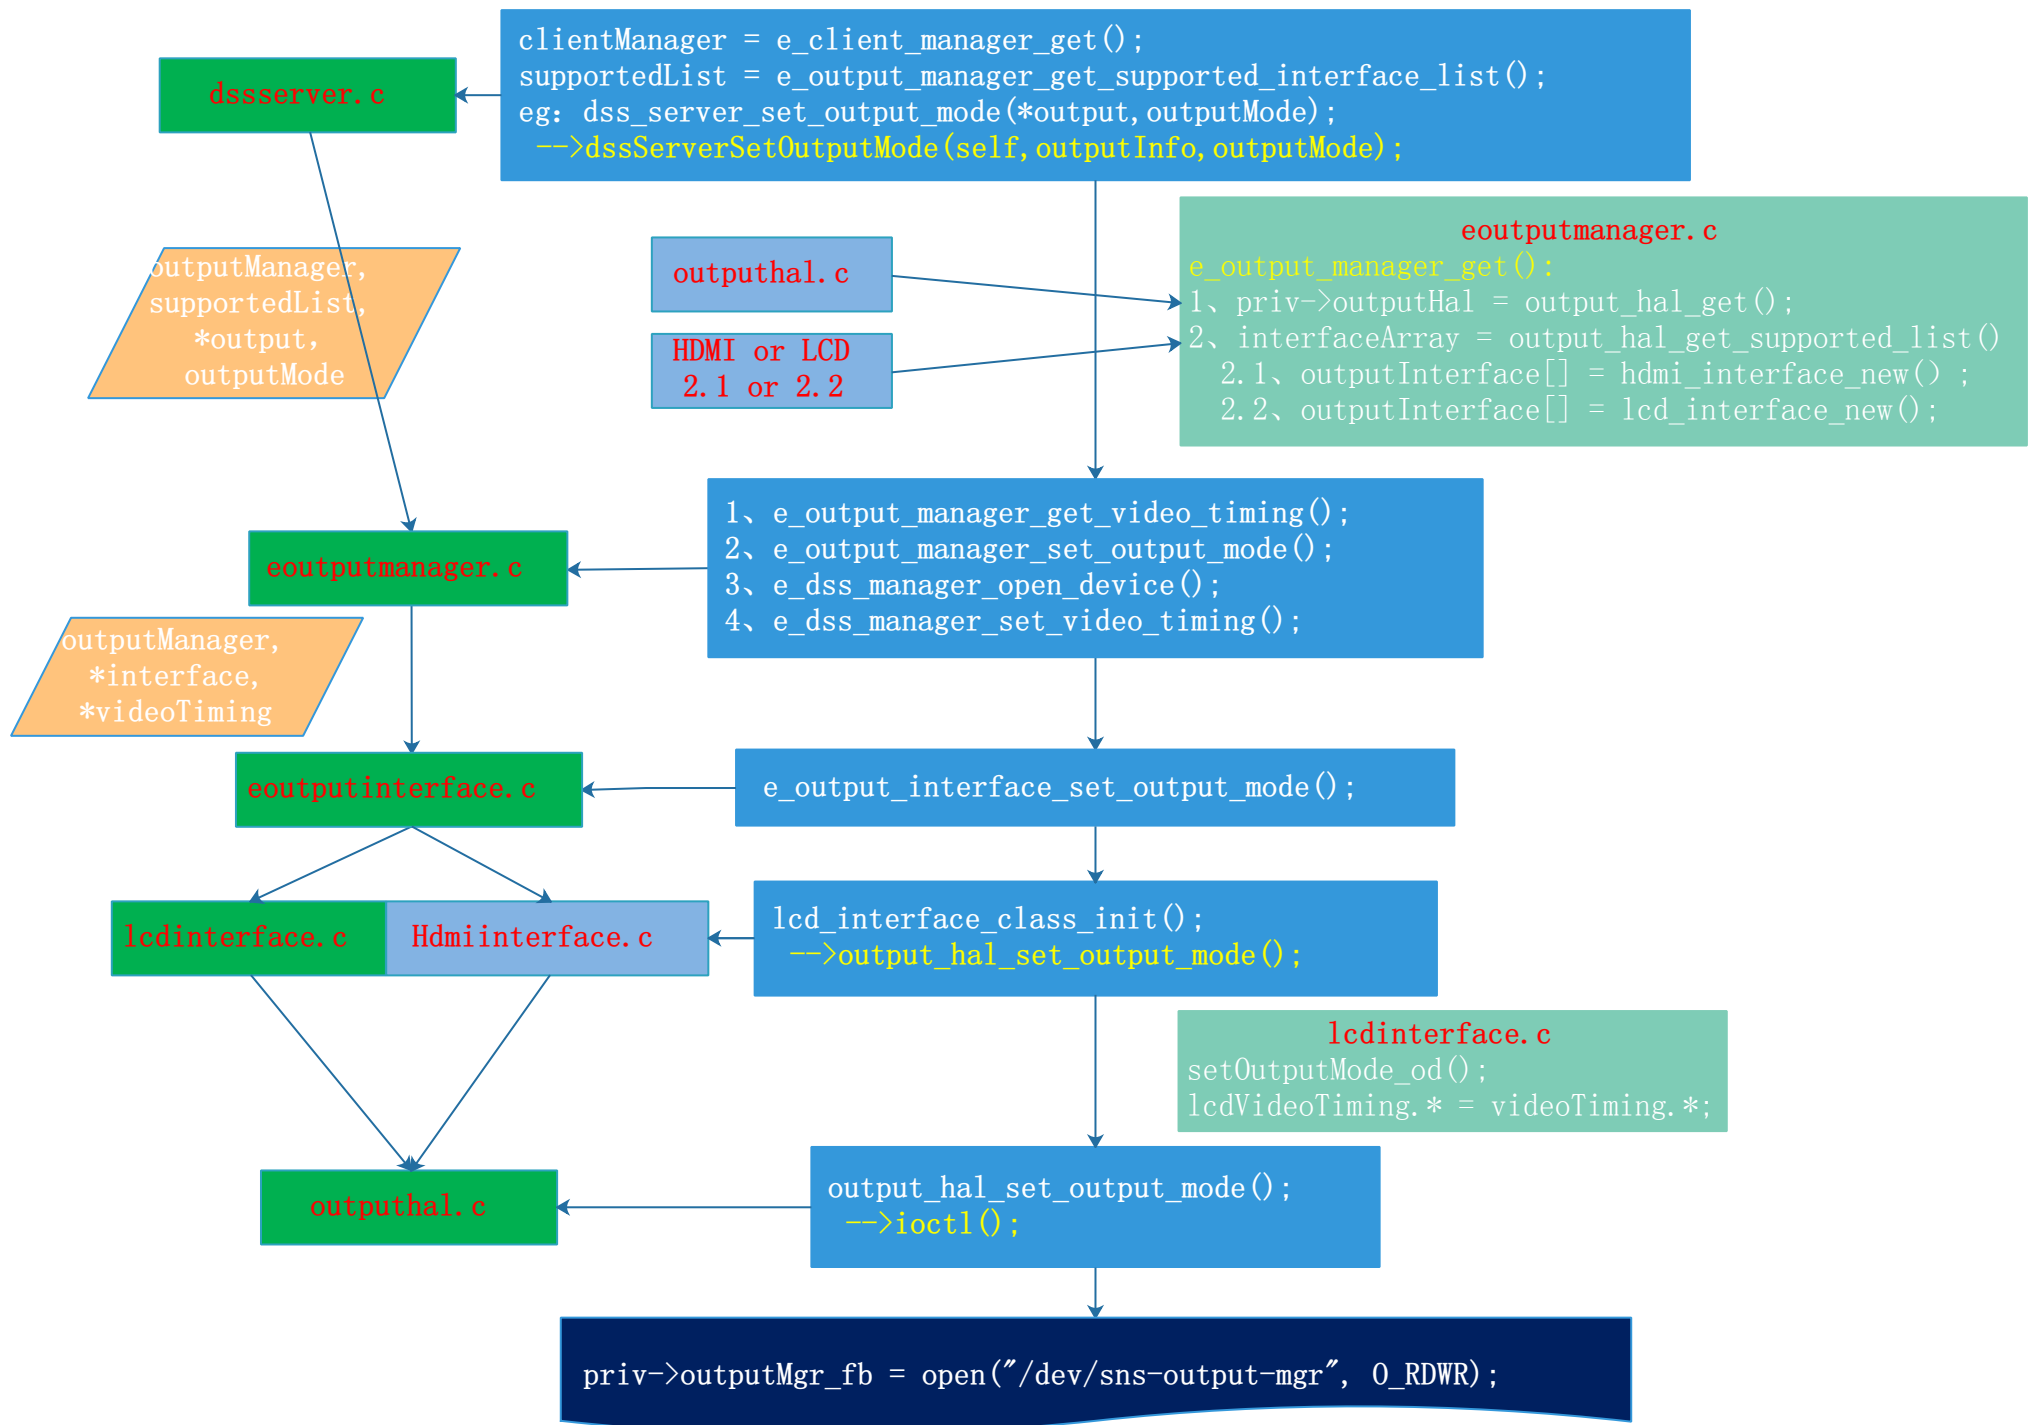 clientManager = e_client_manager_get();
supportedList = e_output_manager_get_supported_interface_list();
eg: dss_server_set_output_mode(*output,outputMode);
-->dssServerSetOutputMode(self,outputInfo,outputMode);
dssserver.c
outputManager,
supportedList,
*output,
outputMode
outputhal.c
HDMI or LCD
2.1 or 2.2
eoutputmanager.c
e_output_manager_get():
1、priv->outputHal = output_hal_get();
2、interfaceArray = output_hal_get_supported_list()
2.1、outputInterface[] = hdmi_interface_new() ;
2.2、outputInterface[] = lcd_interface_new();
1、e_output_manager_get_video_timing();
2、e_output_manager_set_output_mode();
3、e_dss_manager_open_device();
4、e_dss_manager_set_video_timing();
eoutputmanager.c
outputManager,
*interface,
*videoTiming
eoutputinterface.c
e_output_interface_set_output_mode();
lcdinterface.c
Hdmiinterface.c
lcd_interface_class_init();
-->output_hal_set_output_mode();
lcdinterface.c
setOutputMode_od();
lcdVideoTiming.* = videoTiming.*;
outputhal.c
output_hal_set_output_mode();
-->ioctl();
priv->outputMgr_fb = open("/dev/sns-output-mgr", O_RDWR);